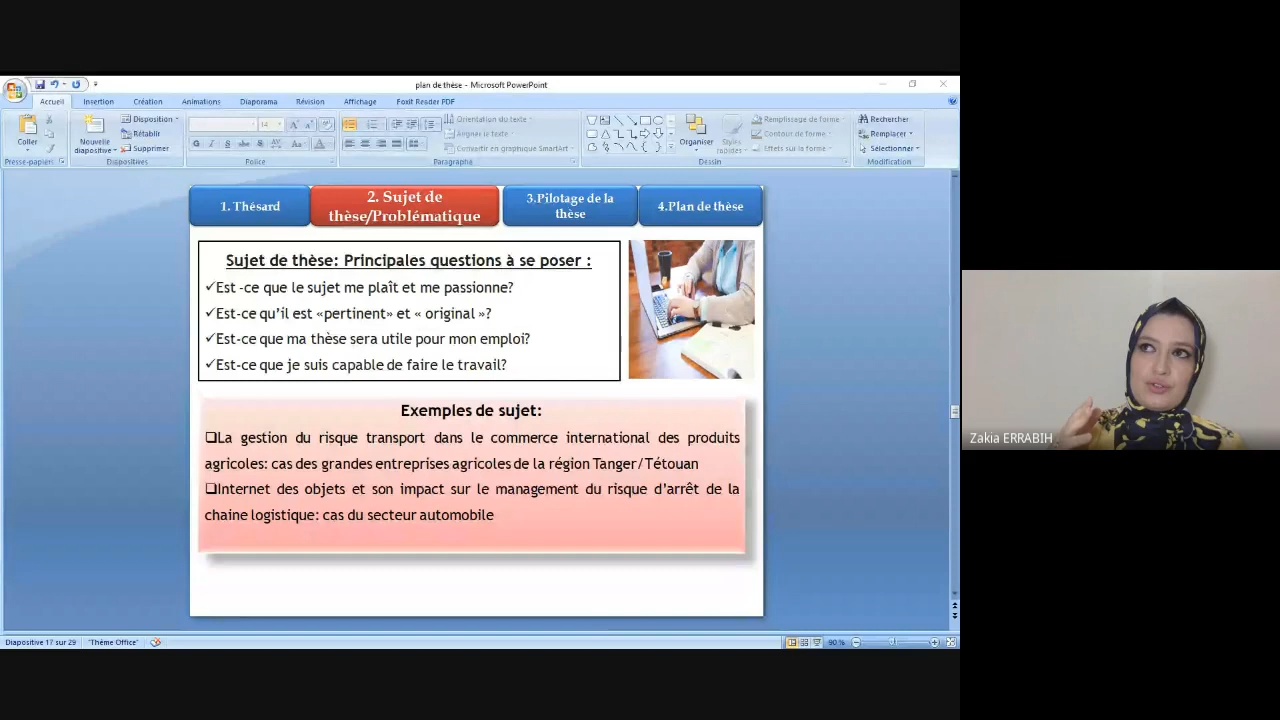 plan de thèse - Microsoft PowerPoint
Accueil Insertion Création Animations Diaporama Révision Affichage Foxit Reader PDF
Coller
Presse-papiers
Nouvelle diapositive
Disposition
Rétablir
Supprimer
Diapositives
14
G I S abc S AV Aa A
Police
Orientation du texte
Aligner le texte
Convertir en graphique SmartArt
Paragraphe
Organiser
Styles rapides
Remplissage de forme
Contour de forme
Effets sur la forme
Dessin
Rechercher
Remplacer
Sélectionner
Modification
1. Thésard
2. Sujet de
thèse/Problématique
3.Pilotage de la
thèse
4.Plan de thèse
Sujet de thèse: Principales questions à se poser :
✓Est -ce que le sujet me plaît et me passionne?
✓Est-ce qu'il est «pertinent» et « original »?
✓Est-ce que ma thèse sera utile pour mon emploi?
✓Est-ce que je suis capable de faire le travail?
Exemples de sujet:
❑La gestion du risque transport dans le commerce international des produits
agricoles: cas des grandes entreprises agricoles de la région Tanger/Tétouan
❑Internet des objets et son impact sur le management du risque d'arrêt de la
chaine logistique: cas du secteur automobile
Zakia ERRABIH
Diapositive 17 sur 29 "Thème Office" 90 %